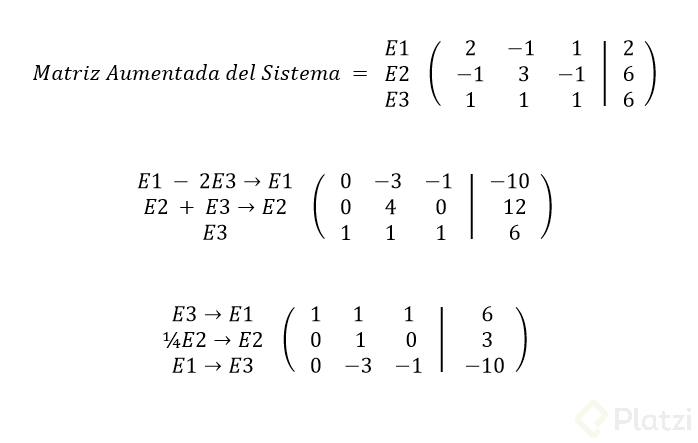 E1 ( 2 −1 1 | 2 )
Matriz Aumentada del Sistema = E2 ( −1 3 −1 | 6 )
E3 ( 1 1 1 | 6 )
E1 − 2E3 → E1 ( 0 −3 −1 | −10 )
E2 + E3 → E2 ( 0 4 0 | 12 )
E3 ( 1 1 1 | 6 )
E3 → E1 ( 1 1 1 | 6 )
¼E2 → E2 ( 0 1 0 | 3 )
E1 → E3 ( 0 −3 −1 | −10 )
Platzi